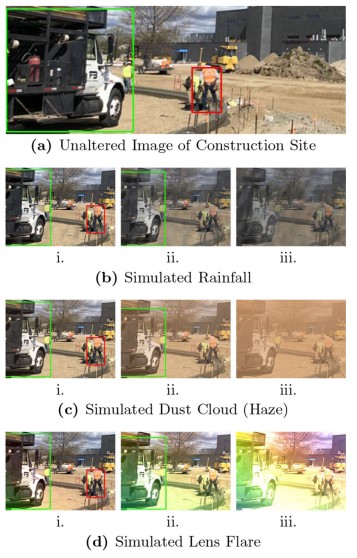 (a) Unaltered Image of Construction Site
i. ii. iii.
(b) Simulated Rainfall
i. ii. iii.
(c) Simulated Dust Cloud (Haze)
i. ii. iii.
(d) Simulated Lens Flare